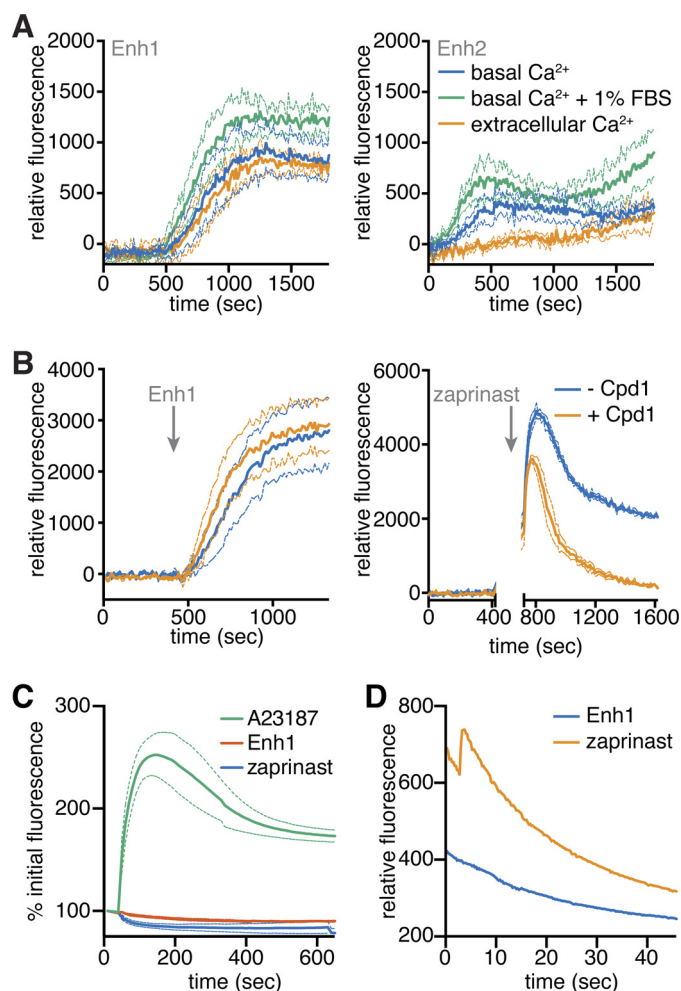 A
Enh1
relative fluorescence
2000
1500
1000
500
0
0 500 1000 1500
time (sec)
Enh2
basal Ca²⁺
basal Ca²⁺ + 1% FBS
extracellular Ca²⁺
relative fluorescence
2000
1500
1000
500
0
0 500 1000 1500
time (sec)
B
Enh1
relative fluorescence
4000
3000
2000
1000
0
0 500 1000
time (sec)
zaprinast
- Cpd1
+ Cpd1
relative fluorescence
6000
4000
2000
0
0 400 800 1200 1600
time (sec)
C
A23187
Enh1
zaprinast
% initial fluorescence
300
200
100
0 200 400 600
time (sec)
D
Enh1
zaprinast
relative fluorescence
800
600
400
200
0 10 20 30 40
time (sec)